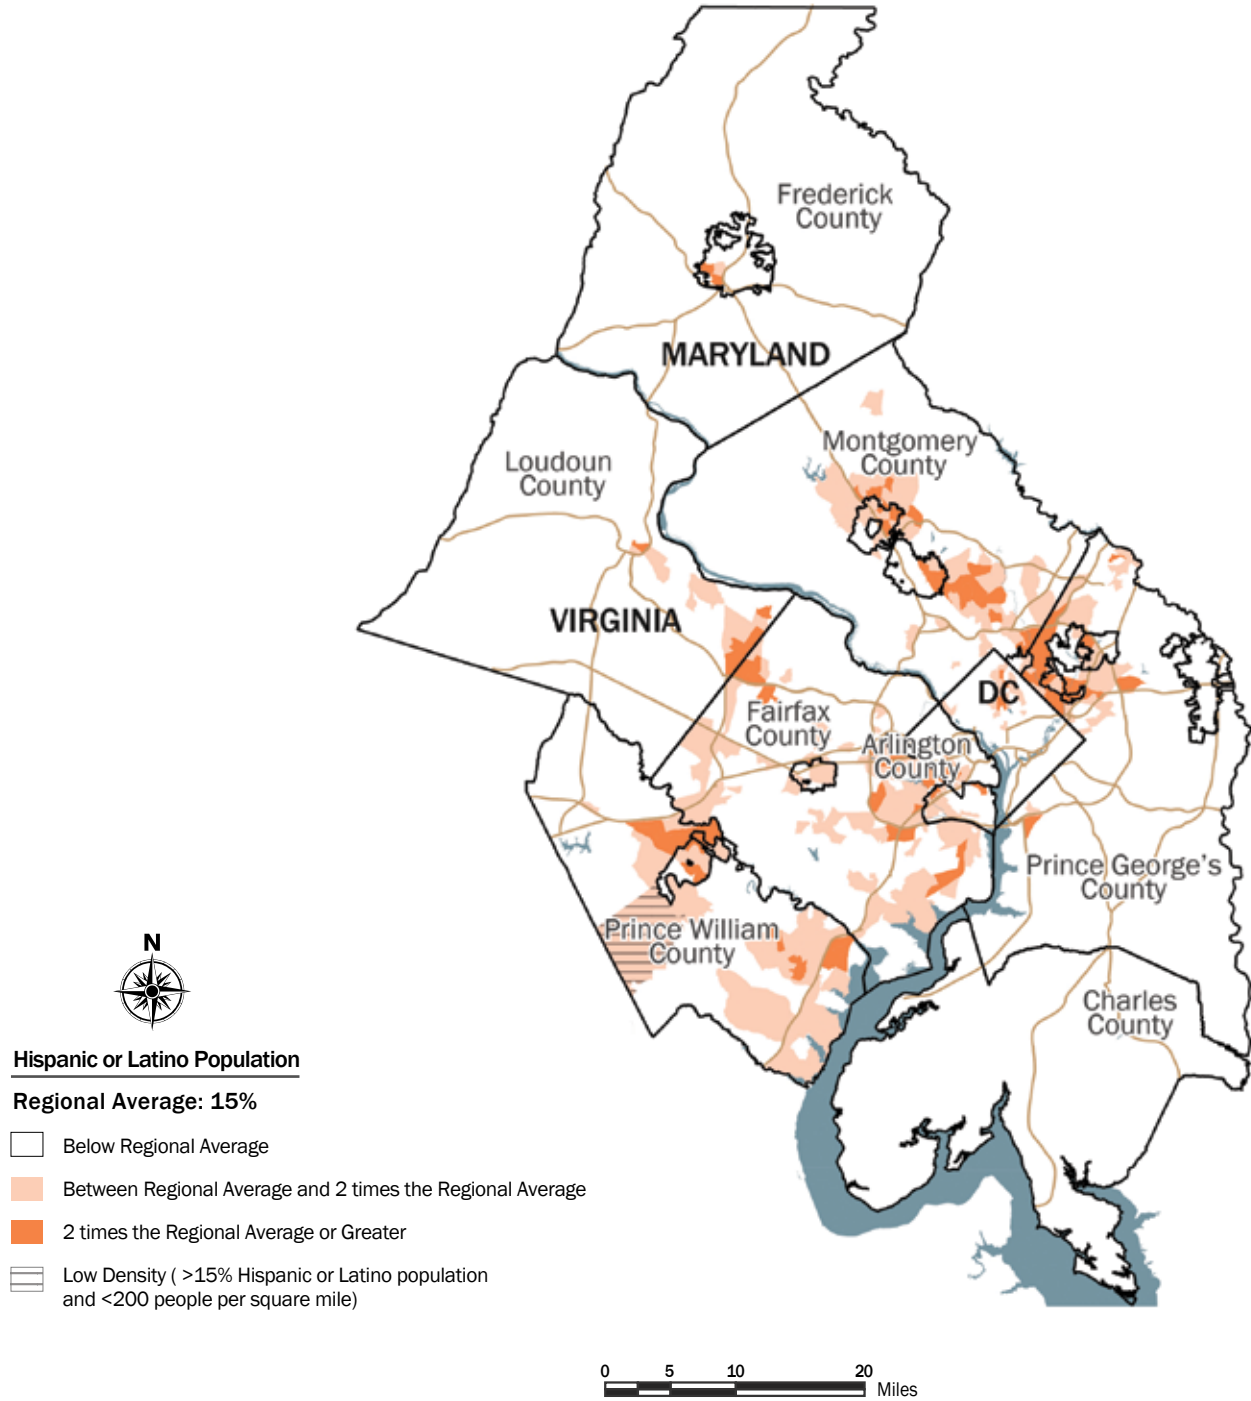 Frederick
County
MARYLAND
Montgomery
County
Loudoun
County
VIRGINIA
DC
Fairfax
County
Arlington
County
Prince George's
County
Prince William
County
Charles
County
N
Hispanic or Latino Population
Regional Average: 15%
Below Regional Average
Between Regional Average and 2 times the Regional Average
2 times the Regional Average or Greater
Low Density ( >15% Hispanic or Latino population
and <200 people per square mile)
0 5 10 20
Miles